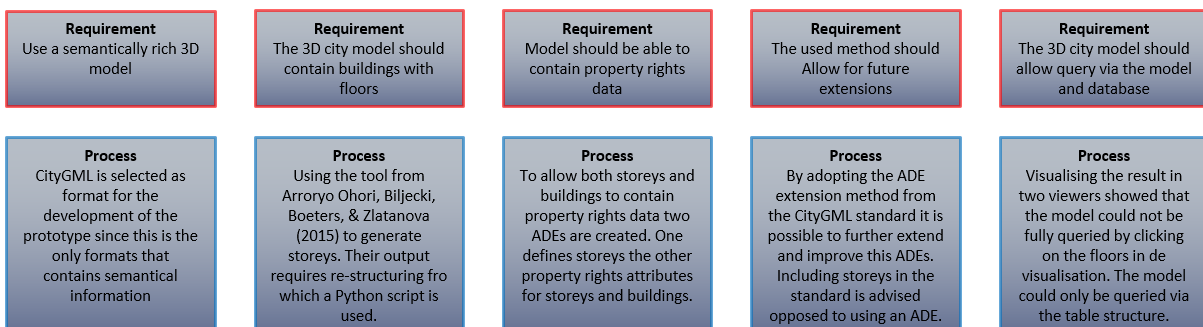 Requirement
Use a semantically rich 3D
model
Requirement
The 3D city model should
contain buildings with
floors
Requirement
Model should be able to
contain property rights
data
Requirement
The used method should
Allow for future
extensions
Requirement
The 3D city model should
allow query via the model
and database
Process
CityGML is selected as
format for the
development of the
prototype since this is the
only formats that
contains semantical
information
Process
Using the tool from
Arroryo Ohori, Biljecki,
Boeters, & Zlatanova
(2015) to generate
storeys. Their output
requires re-structuring fro
which a Python script is
used.
Process
To allow both storeys and
buildings to contain
property rights data two
ADEs are created. One
defines storeys the other
property rights attributes
for storeys and buildings.
Process
By adopting the ADE
extension method from
the CityGML standard it is
possible to further extend
and improve this ADEs.
Including storeys in the
standard is advised
opposed to using an ADE.
Process
Visualising the result in
two viewers showed that
the model could not be
fully queried by clicking
on the floors in de
visualisation. The model
could only be queried via
the table structure.